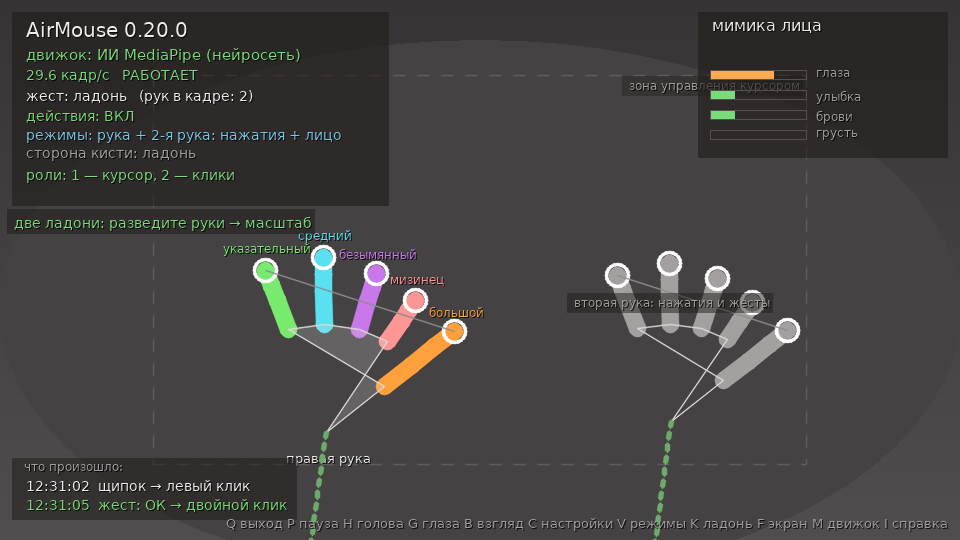 AirMouse 0.20.0
движок: ИИ MediaPipe (нейросеть)
29.6 кадр/с РАБОТАЕТ
жест: ладонь (рук в кадре: 2)
действия: ВКЛ
режимы: рука + 2-я рука: нажатия + лицо
сторона кисти: ладонь
роли: 1 — курсор, 2 — клики
мимика лица
глаза
зона управления курсором
улыбка
брови
грусть
две ладони: разведите руки → масштаб
средний
указательный
безымянный
мизинец
большой
вторая рука: нажатия и жесты
правая рука
что произошло:
12:31:02 щипок → левый клик
12:31:05 жест: ОК → двойной клик
Q выход P пауза H голова G глаза B взгляд C настройки V режимы K ладонь F экран M движок I справка